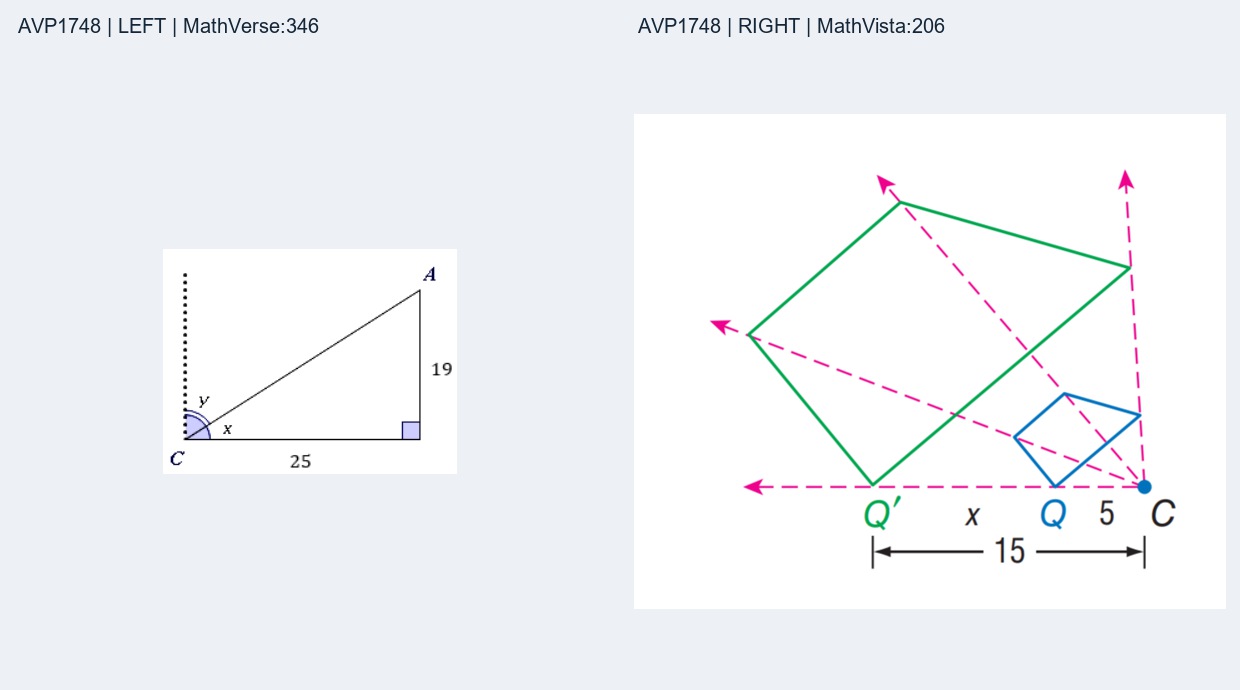 AVP1748 | LEFT | MathVerse:346
AVP1748 | RIGHT | MathVista:206
A
19
y
x
C
25
Q′ x Q 5 C
15